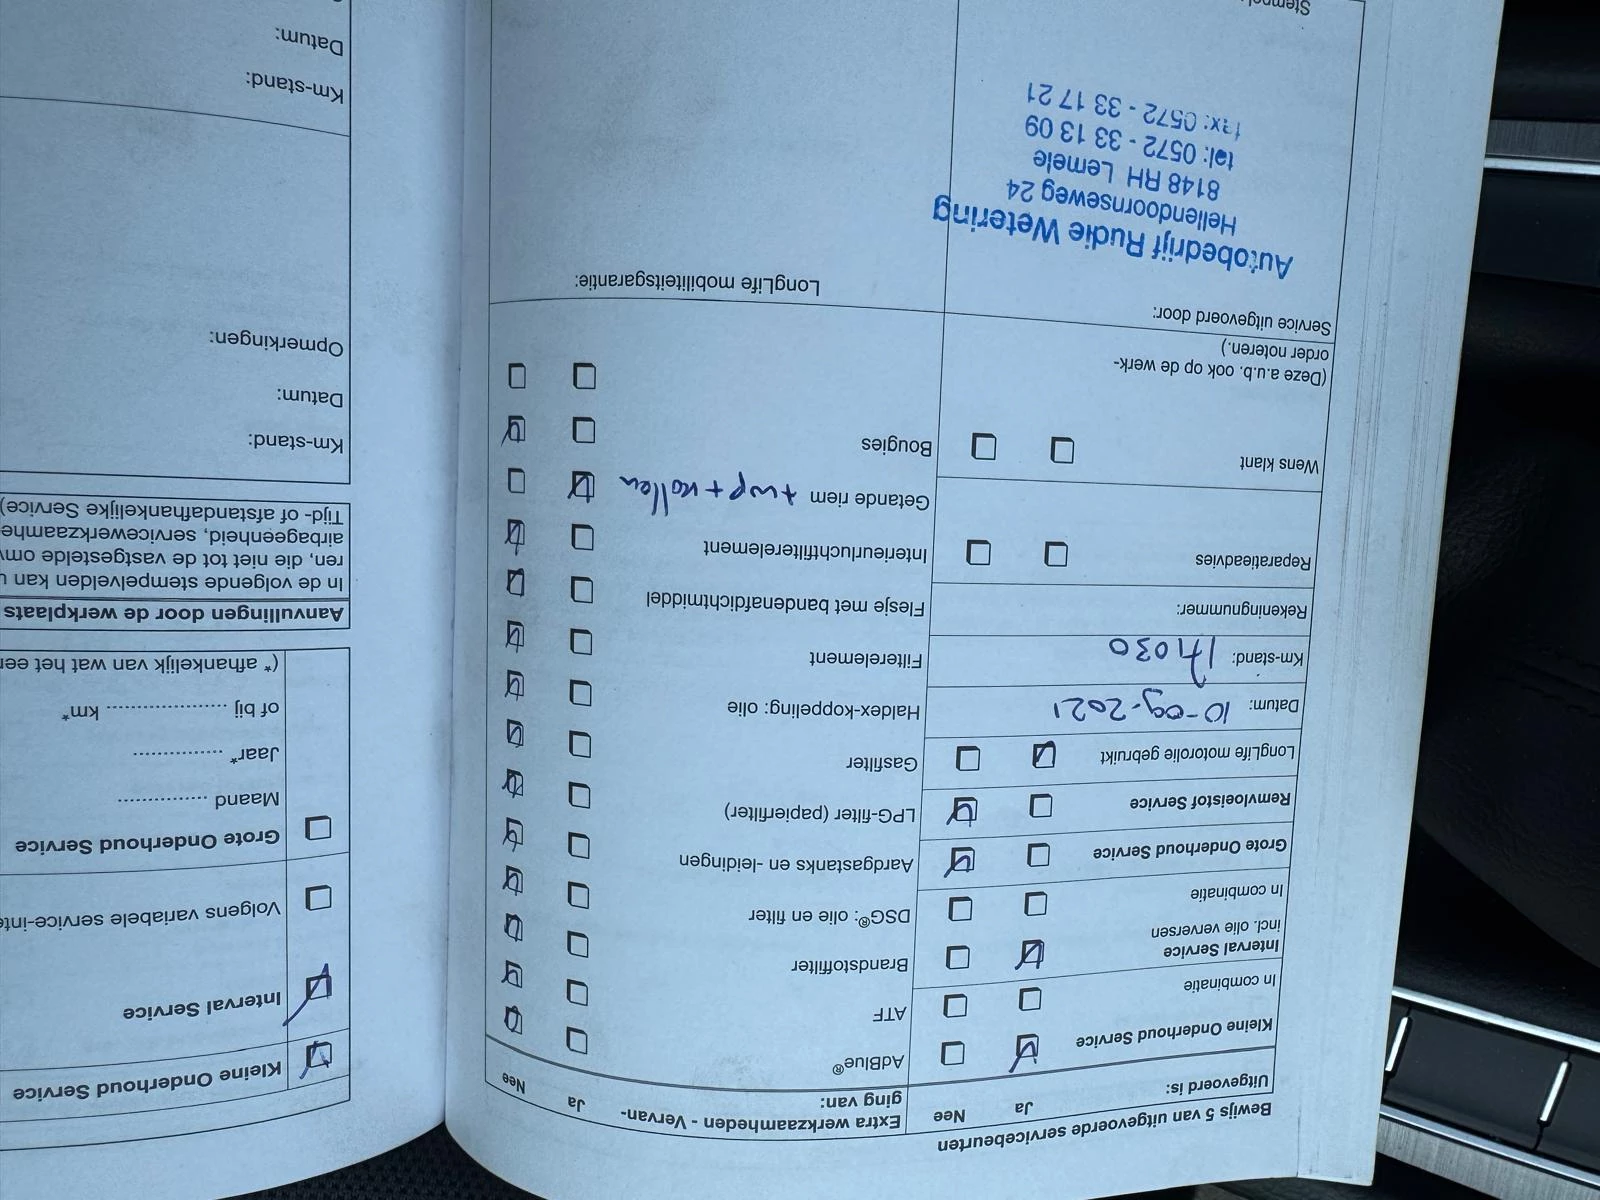 Bewijs 5 van uitgevoerde servicebeurten
Uitgevoerd is:
Ja
Nee
Kleine Onderhoud Service
In combinatie
Interval Service
incl. olie verversen
In combinatie
Grote Onderhoud Service
Remvloeistof Service
LongLife motorolie gebruikt
Datum: 10-09-2021
Km-stand: 171030
Rekeningnummer:
Reparatieadvies
Wens klant
(Deze a.u.b. ook op de werk-
order noteren.)
Service uitgevoerd door:
Autobedrijf Rudie Wetering
Hellendoornseweg 24
8148 RH Lemele
tel: 0572 - 33 13 09
fax: 0572 - 33 17 21
Extra werkzaamheden - Vervan-
ging van:
Ja
Nee
AdBlue®
ATF
Brandstoffilter
DSG®: olie en filter
Aardgastanks en -leidingen
LPG-filter (papierfilter)
Gasfilter
Haldex-koppeling: olie
Filterelement
Flesje met bandenafdichtmiddel
Interieurluchtfilterelement
Getande riem +wp+rollen
Bougies
LongLife mobiliteitsgarantie:
Kleine Onderhoud Service
Interval Service
Volgens variabele service-inte
Grote Onderhoud Service
Maand ...............
Jaar* ...............
of bij .................... km*
(* afhankelijk van wat het eer
Aanvullingen door de werkplaats
In de volgende stempelvelden kan
ren, die niet tot de vastgestelde omv
airbageenheid, servicewerkzaamhe
Tijd- of afstandafhankelijke Service)
Km-stand:
Datum:
Opmerkingen:
Km-stand:
Datum: